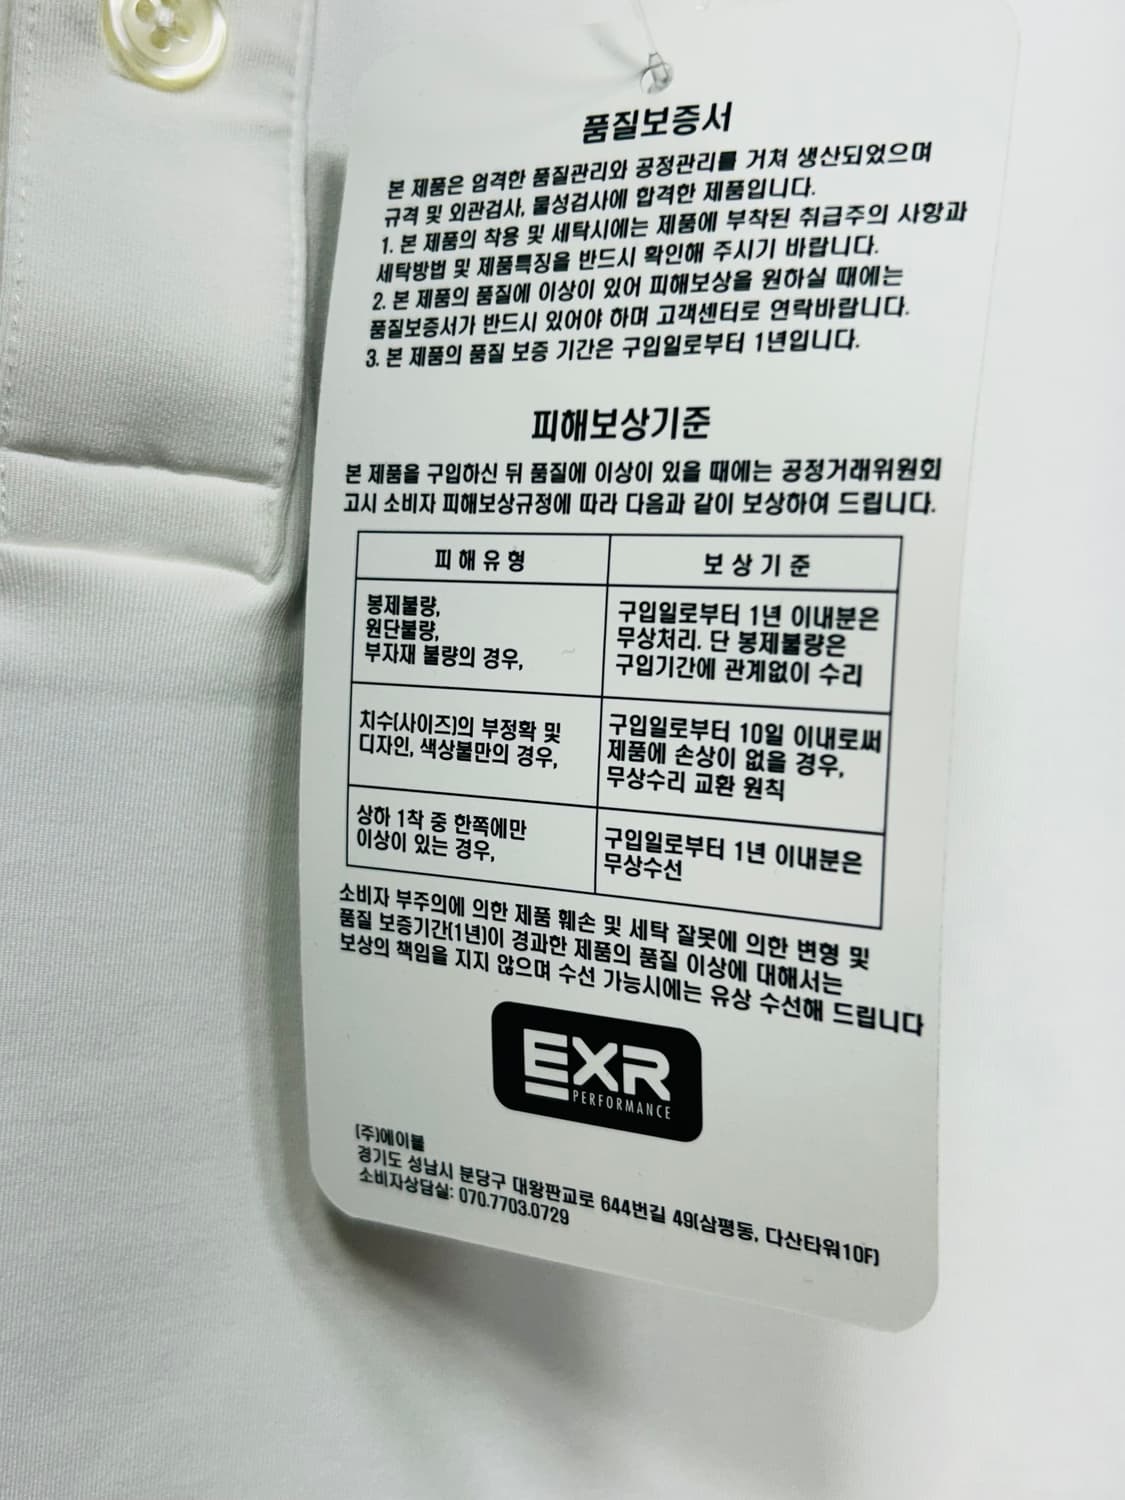 품질보증서
본 제품은 엄격한 품질관리와 공정관리를 거쳐 생산되었으며
규격 및 외관검사, 물성검사에 합격한 제품입니다.
1. 본 제품의 착용 및 세탁시에는 제품에 부착된 취급주의 사항과
세탁방법 및 제품특징을 반드시 확인해 주시기 바랍니다.
2. 본 제품의 품질에 이상이 있어 피해보상을 원하실 때에는
품질보증서가 반드시 있어야 하며 고객센터로 연락바랍니다.
3. 본 제품의 품질 보증 기간은 구입일로부터 1년입니다.
피해보상기준
본 제품을 구입하신 뒤 품질에 이상이 있을 때에는 공정거래위원회
고시 소비자 피해보상규정에 따라 다음과 같이 보상하여 드립니다.
피해유형
보상기준
봉제불량,
원단불량,
부자재 불량의 경우,
구입일로부터 1년 이내분은
무상처리. 단 봉제불량은
구입기간에 관계없이 수리
치수(사이즈)의 부정확 및
디자인, 색상불만의 경우,
구입일로부터 10일 이내로써
제품에 손상이 없을 경우,
무상수리 교환 원칙
상하 1착 중 한쪽에만
이상이 있는 경우,
구입일로부터 1년 이내분은
무상수선
소비자 부주의에 의한 제품 훼손 및 세탁 잘못에 의한 변형 및
품질 보증기간(1년)이 경과한 제품의 품질 이상에 대해서는
보상의 책임을 지지 않으며 수선 가능시에는 유상 수선해 드립니다
EXR
PERFORMANCE
(주)에이블
경기도 성남시 분당구 대왕판교로 644번길 49(삼평동, 다산타워10F)
소비자상담실: 070.7703.0729